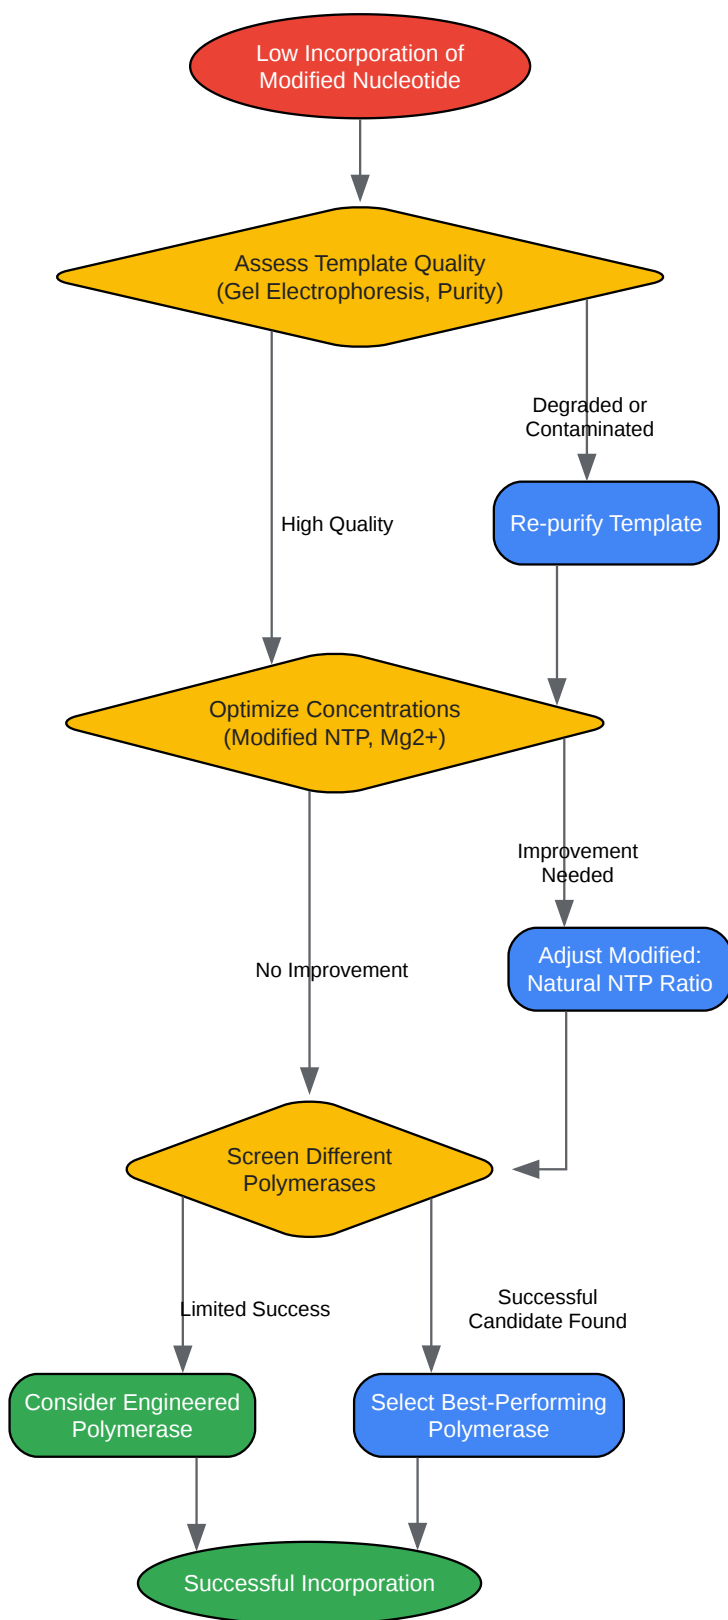 Low Incorporation of
Modified Nucleotide
Assess Template Quality
(Gel Electrophoresis, Purity)
Degraded or
Contaminated
High Quality
Re-purify Template
Optimize Concentrations
(Modified NTP, Mg2+)
Improvement
Needed
No Improvement
Adjust Modified:
Natural NTP Ratio
Screen Different
Polymerases
Limited Success
Successful
Candidate Found
Consider Engineered
Polymerase
Select Best-Performing
Polymerase
Successful Incorporation